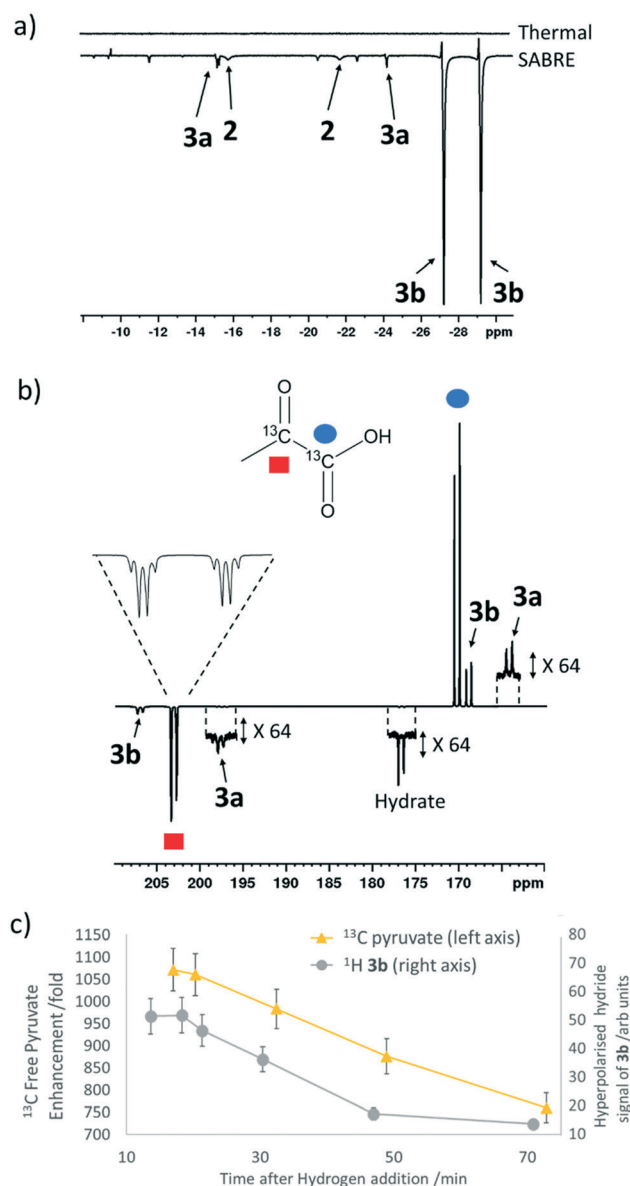 a)
Thermal
SABRE
3a
2
2
3a
3b
3b
-10 -12 -14 -16 -18 -20 -22 -24 -26 -28 ppm
b)
O
13C
OH
13C
O
3b
3a
X 64
X 64
X 64
3b
3a
Hydrate
205 200 195 190 185 180 175 170 ppm
c)
13C pyruvate (left axis)
1H 3b (right axis)
13C Free Pyruvate
Enhancement /fold
1150
1100
1050
1000
950
900
850
800
750
700
80
70
60
50
40
30
20
10
Hyperpolarised hydride
signal of 3b /arb units
10 30 50 70
Time after Hydrogen addition /min